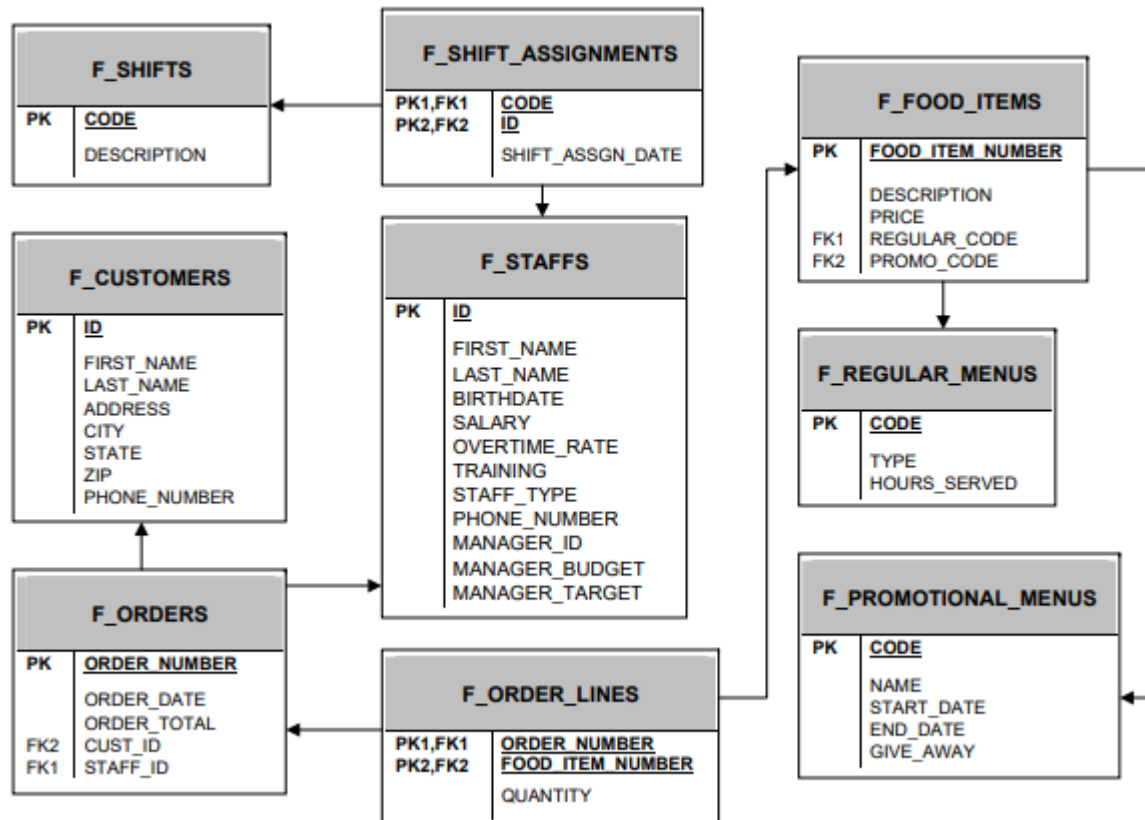 F_SHIFTS
PK CODE
DESCRIPTION
F_SHIFT_ASSIGNMENTS
PK1,FK1 CODE
PK2,FK2 ID
SHIFT_ASSGN_DATE
F_FOOD_ITEMS
PK FOOD_ITEM_NUMBER
DESCRIPTION
PRICE
FK1 REGULAR_CODE
FK2 PROMO_CODE
F_CUSTOMERS
PK ID
FIRST_NAME
LAST_NAME
ADDRESS
CITY
STATE
ZIP
PHONE_NUMBER
F_STAFFS
PK ID
FIRST_NAME
LAST_NAME
BIRTHDATE
SALARY
OVERTIME_RATE
TRAINING
STAFF_TYPE
PHONE_NUMBER
MANAGER_ID
MANAGER_BUDGET
MANAGER_TARGET
F_REGULAR_MENUS
PK CODE
TYPE
HOURS_SERVED
F_ORDERS
PK ORDER_NUMBER
ORDER_DATE
ORDER_TOTAL
FK2 CUST_ID
FK1 STAFF_ID
F_ORDER_LINES
PK1,FK1 ORDER_NUMBER
PK2,FK2 FOOD_ITEM_NUMBER
QUANTITY
F_PROMOTIONAL_MENUS
PK CODE
NAME
START_DATE
END_DATE
GIVE_AWAY